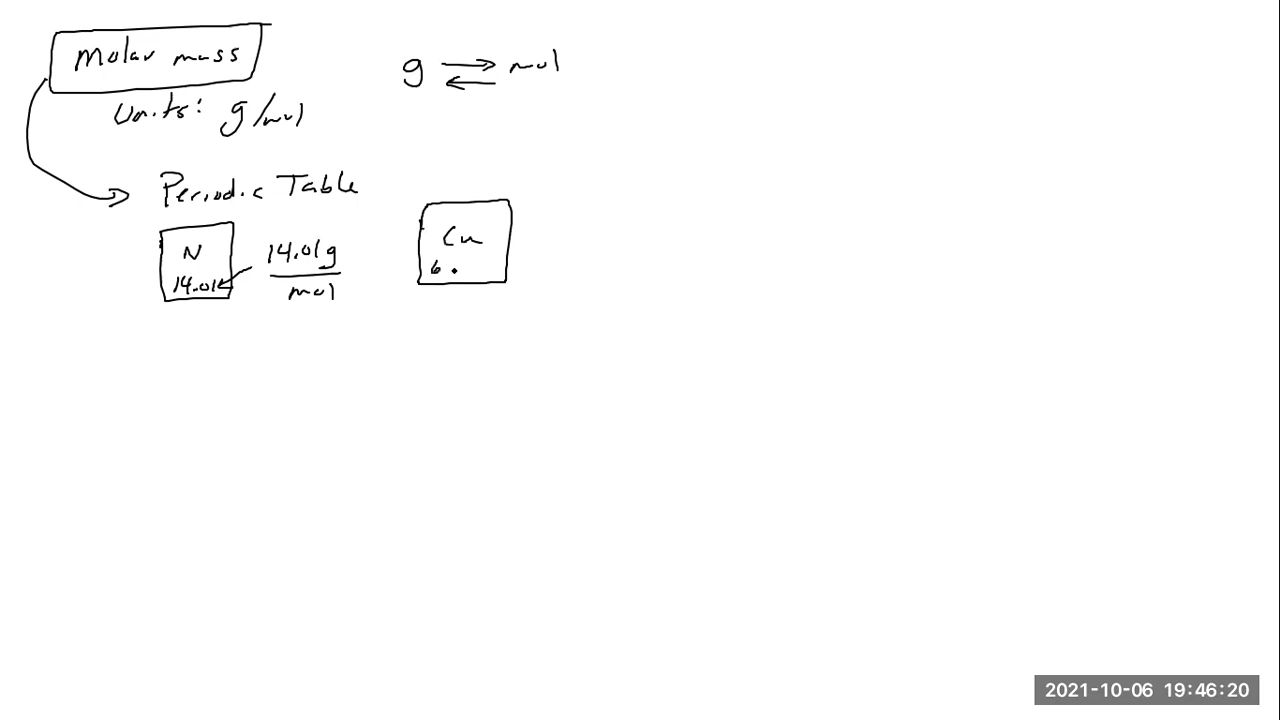 Molar mass
g ⇄ mol
Units: g/mol
Periodic Table
N
14.01
14.01g
mol
Cu
6.
2021-10-06 19:46:20